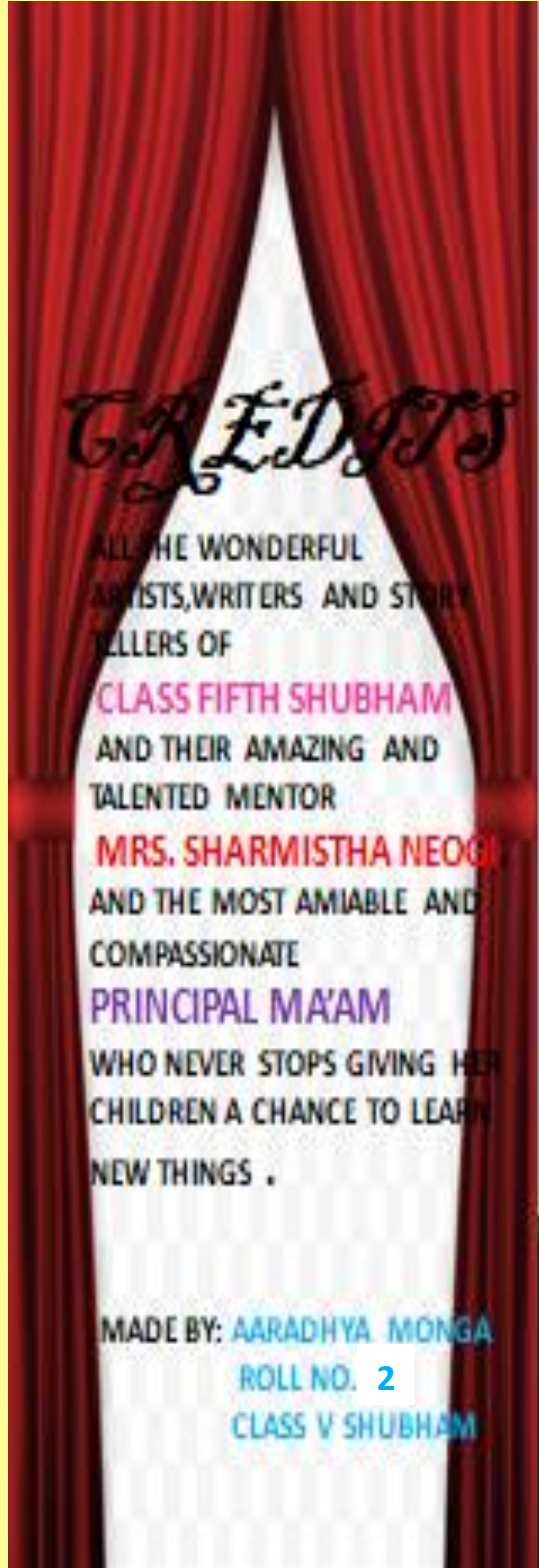 CREDITS
ALL THE WONDERFUL
ARTISTS,WRITERS AND STORY
TELLERS OF
CLASS FIFTH SHUBHAM
AND THEIR AMAZING AND
TALENTED MENTOR
MRS. SHARMISTHA NEOGI,
AND THE MOST AMIABLE AND
COMPASSIONATE
PRINCIPAL MA'AM
WHO NEVER STOPS GIVING HER
CHILDREN A CHANCE TO LEARN
NEW THINGS .
MADE BY: AARADHYA MONGA
ROLL NO. 2
CLASS V SHUBHAM